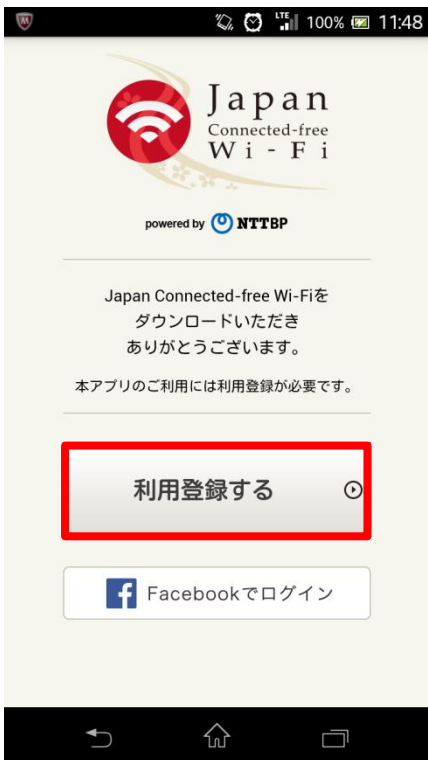 LTE 100% 11:48
Japan
Connected-free
Wi-Fi
powered by NTTBP
Japan Connected-free Wi-Fiを
ダウンロードいただき
ありがとうございます。
本アプリのご利用には利用登録が必要です。
利用登録する
Facebookでログイン